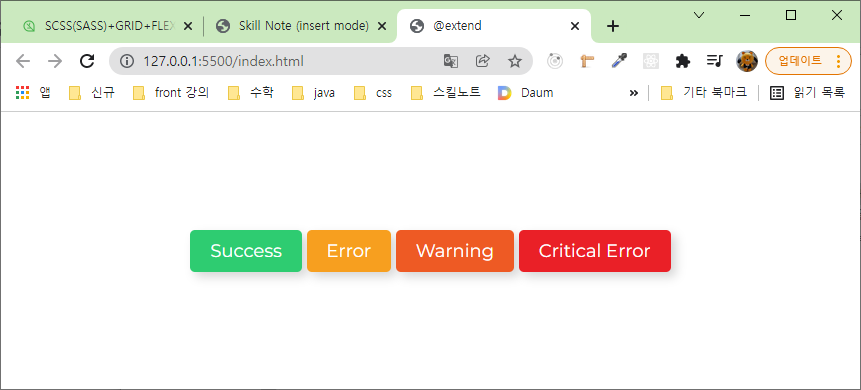 SCSS(SASS)+GRID+FLEX
Skill Note (insert mode)
@extend
127.0.0.1:5500/index.html
업데이트
앱 신규 front 강의 수학 java css 스킬노트 Daum » 기타 북마크 읽기 목록
Success Error Warning Critical Error